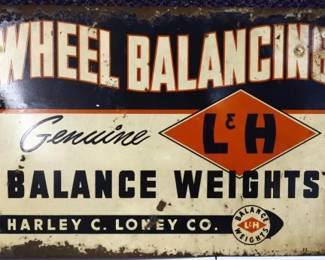 WHEEL BALANCING
Genuine
L & H
BALANCE WEIGHTS
HARLEY C. LONEY CO.
BALANCE
L&H
WEIGHTS